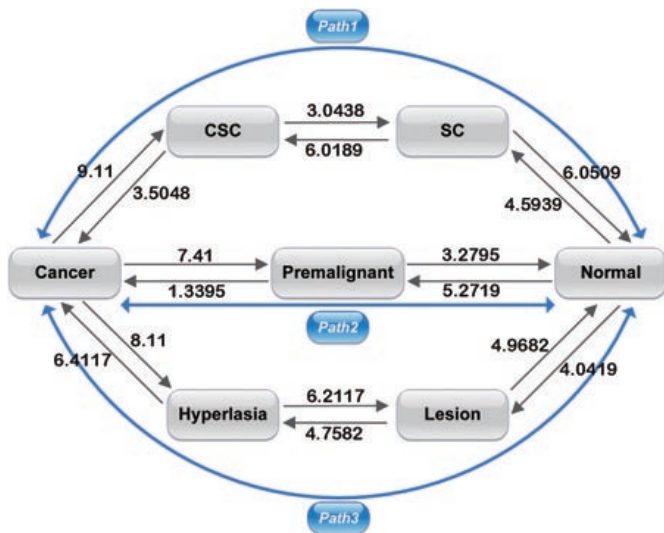 Path1
CSC
3.0438
SC
6.0189
9.11
3.5048
6.0509
4.5939
Cancer
7.41
Premalignant
3.2795
Normal
1.3395
5.2719
Path2
8.11
6.4117
4.9682
4.0419
Hyperlasia
6.2117
Lesion
4.7582
Path3